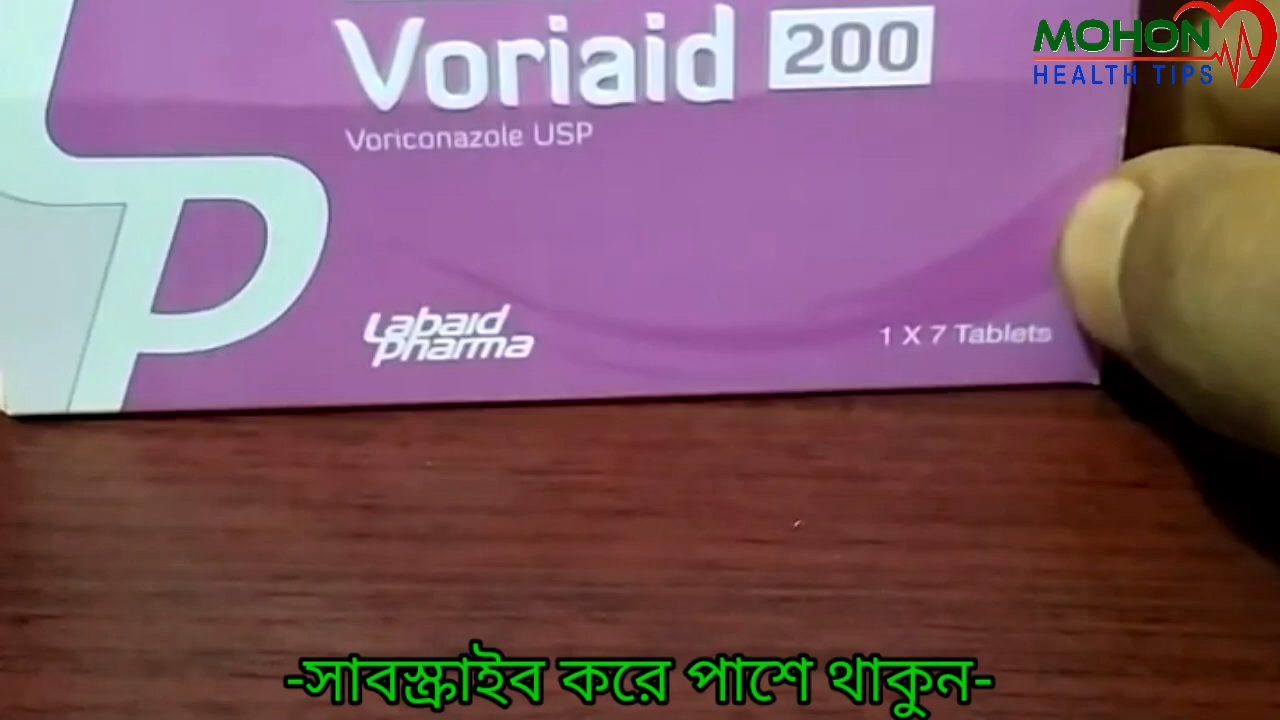 Voriaid 200
Voriconazole USP
Labaid
pharma
1 X 7 Tablets
MOHON
HEALTH TIPS
-সাবস্ক্রাইব করে পাশে থাকুন-